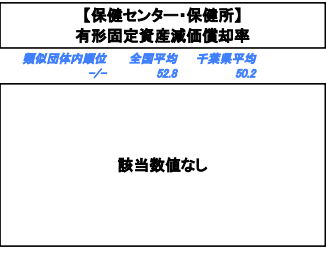 【保健センター・保健所】
有形固定資産減価償却率
類似団体内順位 全国平均 千葉県平均
-/- 52.8 50.2
該当数値なし